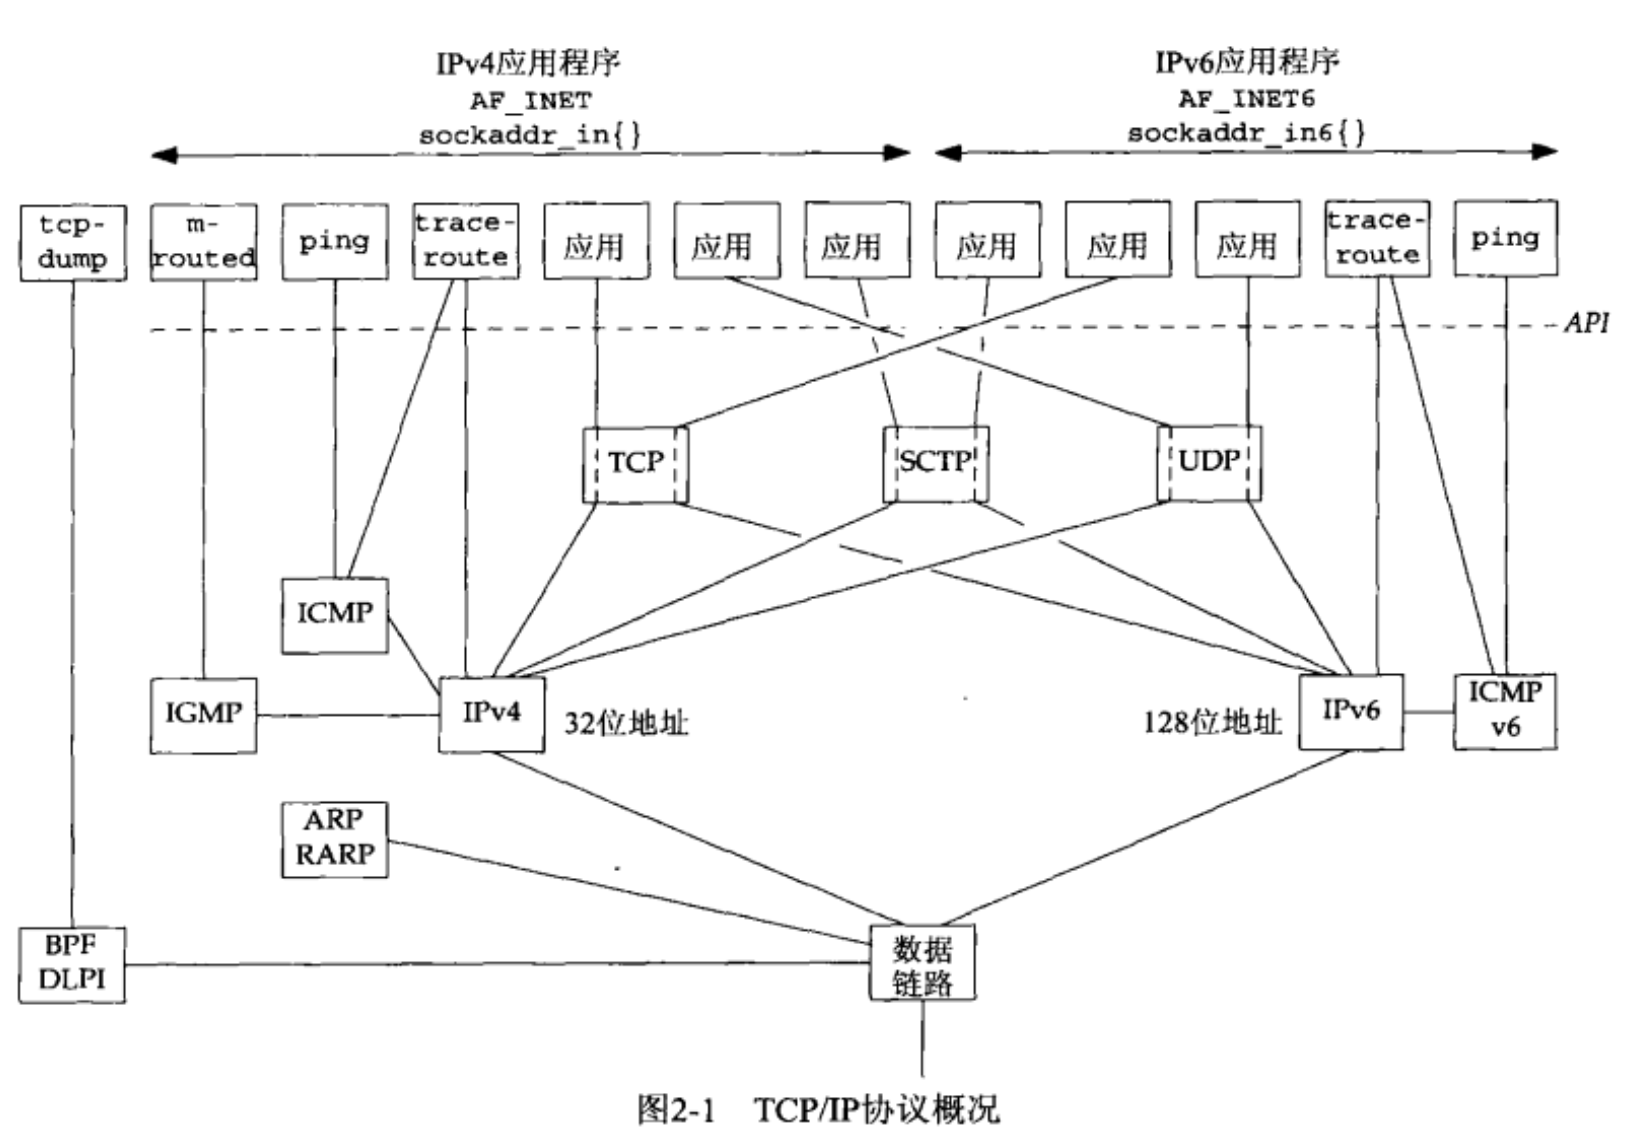 IPv4应用程序
AF_INET
sockaddr_in{}
IPv6应用程序
AF_INET6
sockaddr_in6{}
tcp-
dump
m-
routed
ping
trace-
route
应用
应用
应用
应用
应用
应用
trace-
route
ping
API
TCP
SCTP
UDP
ICMP
IGMP
IPv4
32位地址
128位地址
IPv6
ICMP
v6
ARP
RARP
BPF
DLPI
数据
链路
图2-1 TCP/IP协议概况